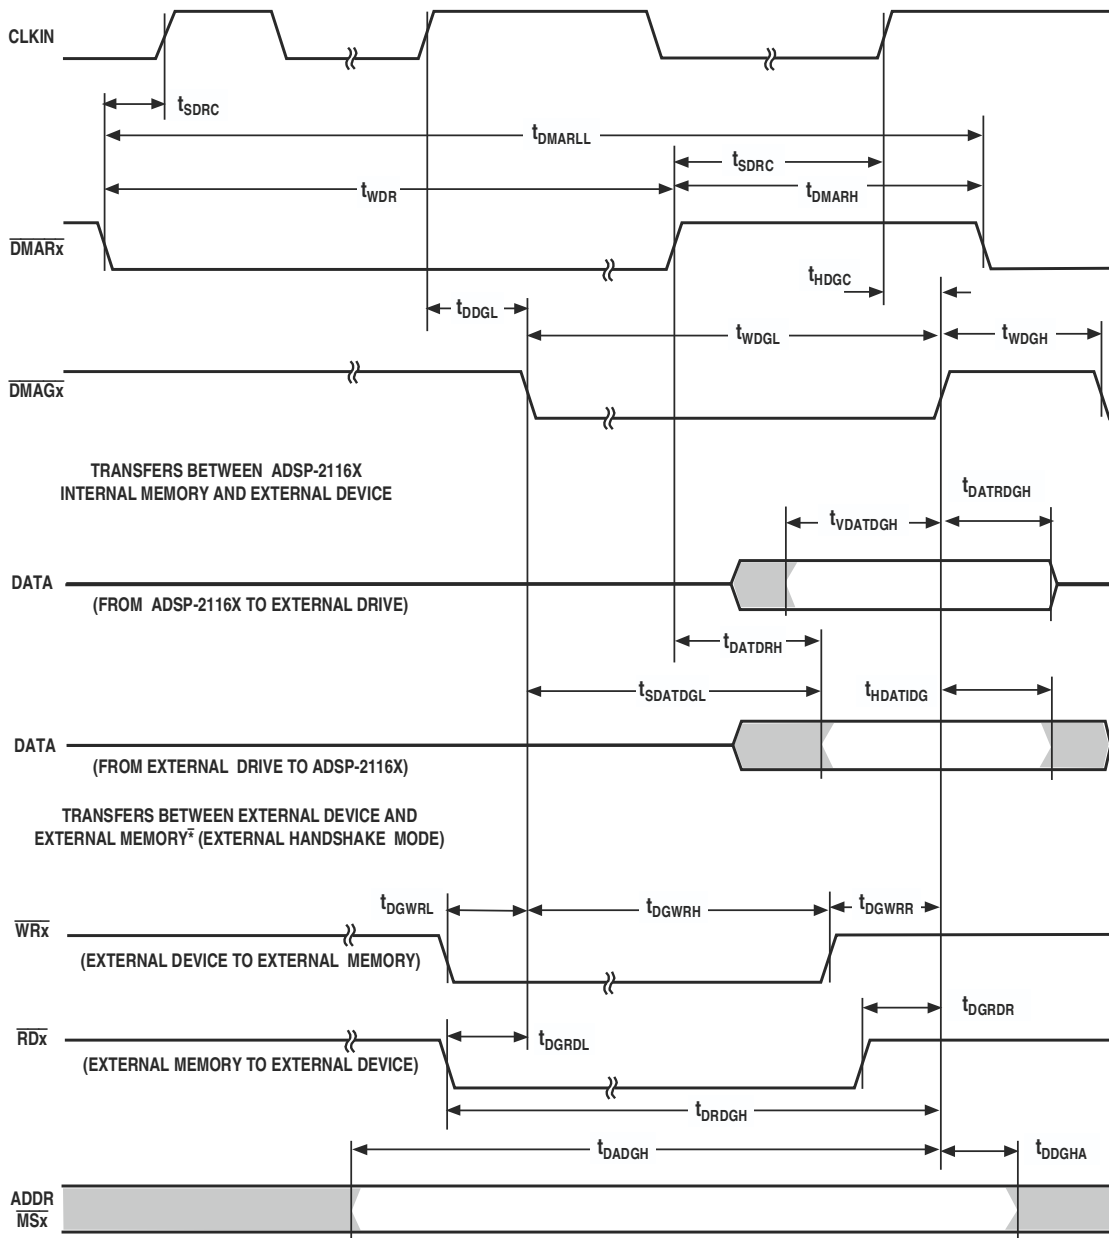 CLKIN
tSDRC
tDMARLL
tSDRC
tWDR
tDMARH
DMARx
tHDGC
tDDGL
tWDGL
tWDGH
DMAGx
TRANSFERS BETWEEN ADSP-2116X
INTERNAL MEMORY AND EXTERNAL DEVICE
tDATRDGH
tVDATDGH
DATA
(FROM ADSP-2116X TO EXTERNAL DRIVE)
tDATDRH
tSDATDGL
tHDATIDG
DATA
(FROM EXTERNAL DRIVE TO ADSP-2116X)
TRANSFERS BETWEEN EXTERNAL DEVICE AND
EXTERNAL MEMORY* (EXTERNAL HANDSHAKE MODE)
tDGWRL
tDGWRH
tDGWRR
WRx
(EXTERNAL DEVICE TO EXTERNAL MEMORY)
tDGRDR
RDx
tDGRDL
(EXTERNAL MEMORY TO EXTERNAL DEVICE)
tDRDGH
tDADGH
tDDGHA
ADDR
MSx